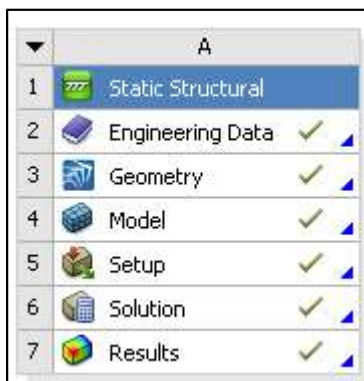 A
1 Static Structural
2 Engineering Data
3 Geometry
4 Model
5 Setup
6 Solution
7 Results